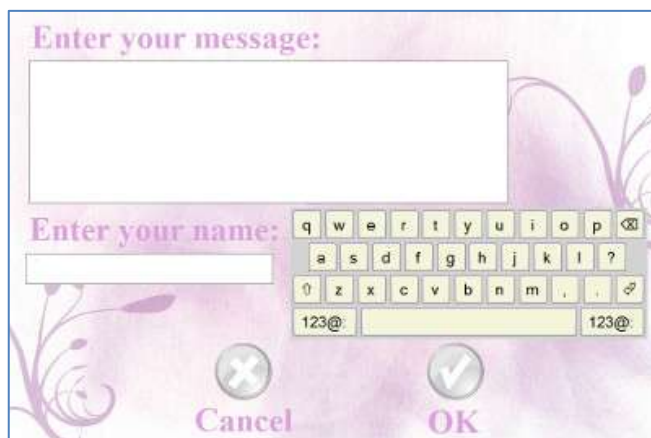 Enter your message:
Enter your name:
q w e r t y u i o p
a s d f g h j k l ?
z x c v b n m , .
123@: 123@:
Cancel OK